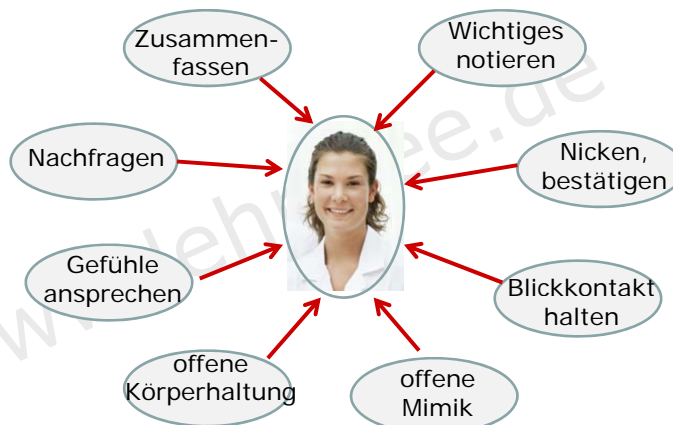 Zusammen-
fassen
Wichtiges
notieren
Nachfragen
Nicken,
bestätigen
Gefühle
ansprechen
Blickkontakt
halten
offene
Körperhaltung
offene
Mimik